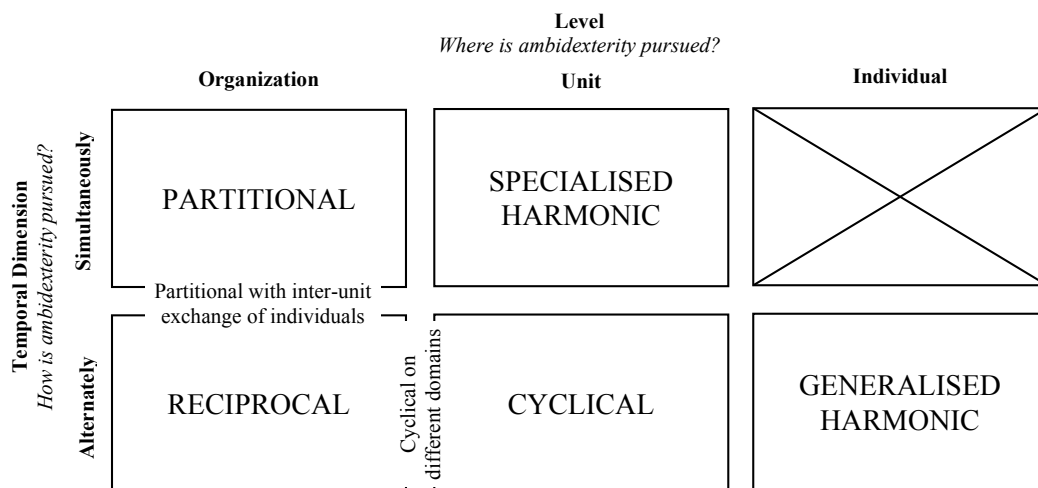 Level
Where is ambidexterity pursued?
Organization
Unit
Individual
Temporal Dimension
How is ambidexterity pursued?
Simultaneously
PARTITIONAL
SPECIALISED
HARMONIC
Partitional with inter-unit
exchange of individuals
Alternately
RECIPROCAL
Cyclical on
different domains
CYCLICAL
GENERALISED
HARMONIC